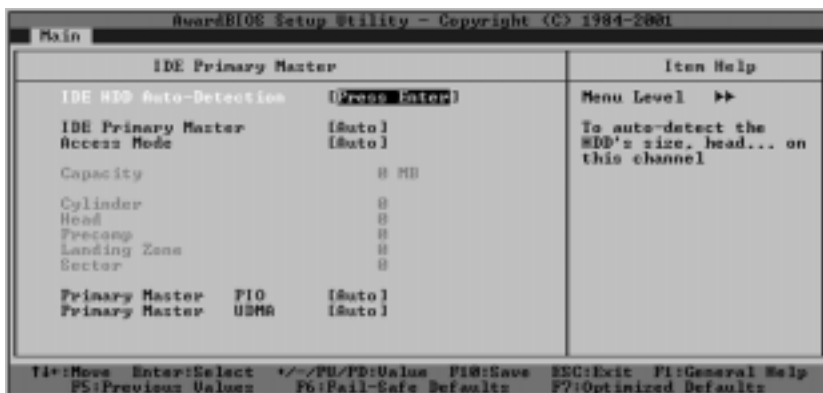 AwardBIOS Setup Utility - Copyright (C) 1984-2001
Main
IDE Primary Master
Item Help
IDE HDD Auto-Detection [Press Enter]
Menu Level ▸▸
IDE Primary Master [Auto]
Access Mode [Auto]
To auto-detect the
HDD's size, head... on
this channel
Capacity 0 MB
Cylinder 0
Head 0
Precomp 0
Landing Zone 0
Sector 0
Primary Master PIO [Auto]
Primary Master UDMA [Auto]
↑↓←:Move Enter:Select +/-/PU/PD:Value F10:Save ESC:Exit F1:General Help
F5:Previous Values F6:Fail-Safe Defaults F7:Optimized Defaults